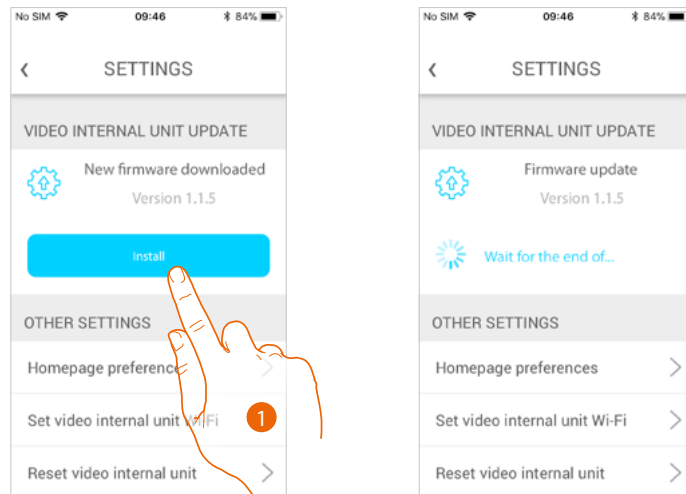 No SIM 09:46 84%
SETTINGS
VIDEO INTERNAL UNIT UPDATE
New firmware downloaded
Version 1.1.5
Install
OTHER SETTINGS
Homepage preference
Set video internal unit Wi-Fi
1
Reset video internal unit
No SIM 09:46 84%
SETTINGS
VIDEO INTERNAL UNIT UPDATE
Firmware update
Version 1.1.5
Wait for the end of...
OTHER SETTINGS
Homepage preferences
Set video internal unit Wi-Fi
Reset video internal unit